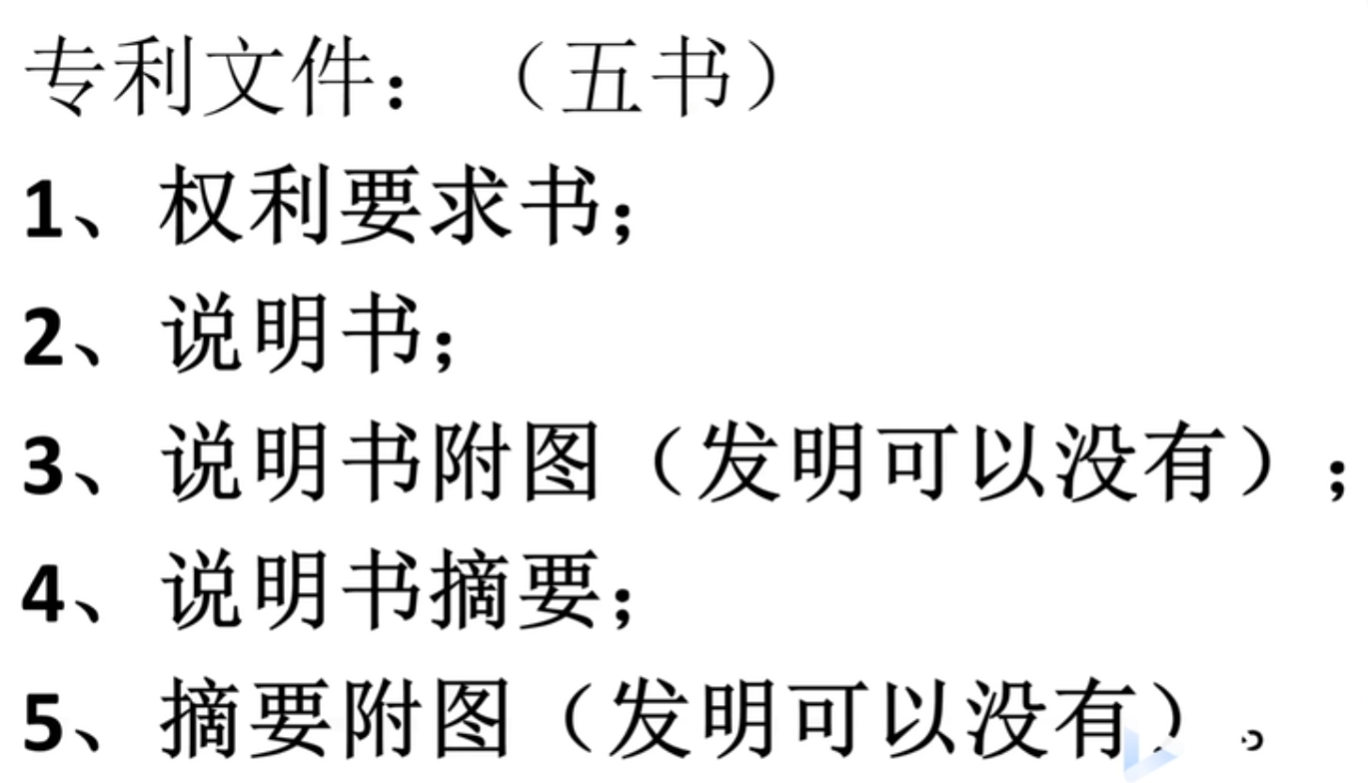 专利文件：（五书）
1、权利要求书；
2、说明书；
3、说明书附图（发明可以没有）；
4、说明书摘要；
5、摘要附图（发明可以没有）。